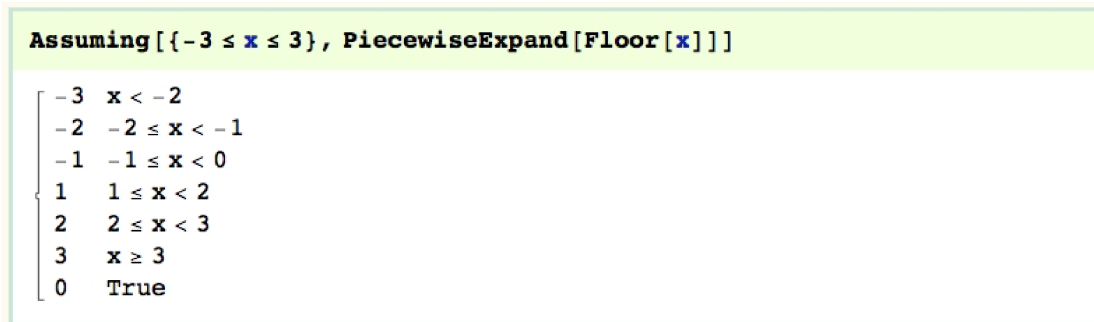 Assuming[{-3 ≤ x ≤ 3}, PiecewiseExpand[Floor[x]]]
-3 x < -2
-2 -2 ≤ x < -1
-1 -1 ≤ x < 0
1 1 ≤ x < 2
2 2 ≤ x < 3
3 x ≥ 3
0 True